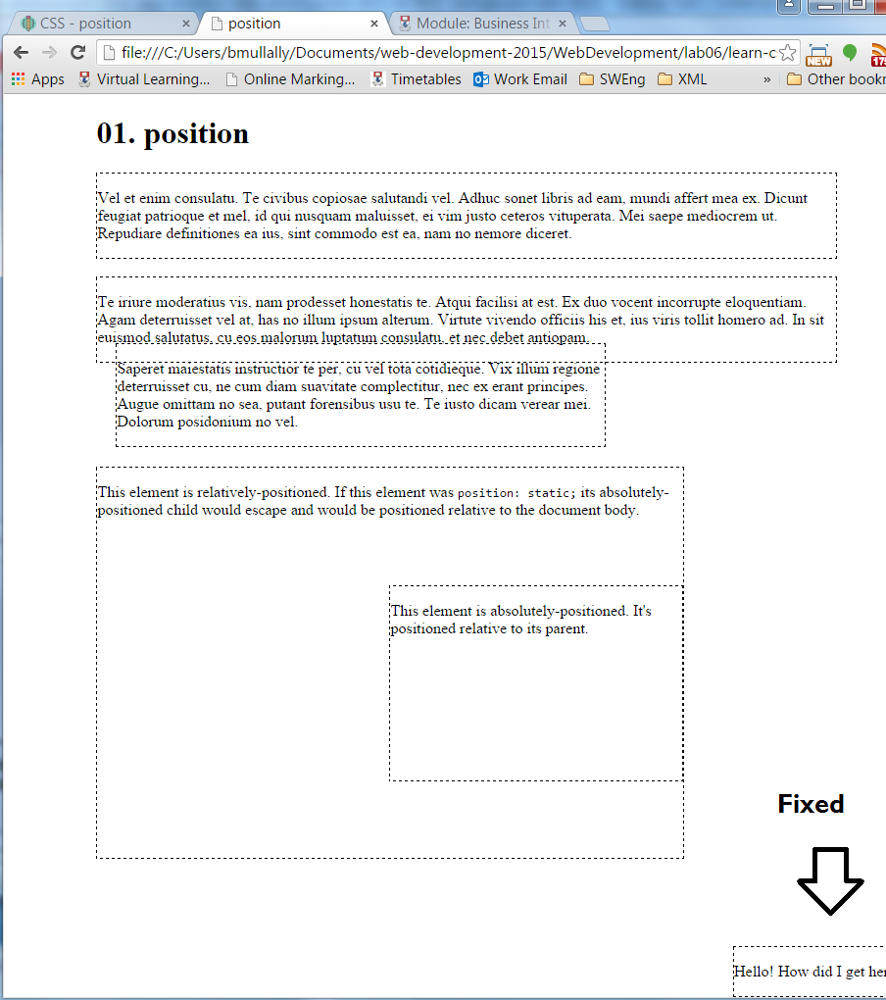 CSS - position
position
Module: Business Int
file:///C:/Users/bmullally/Documents/web-development-2015/WebDevelopment/lab06/learn-c
NEW
Apps
Virtual Learning...
Online Marking...
Timetables
Work Email
SWEng
XML
»
Other bookm
01. position
Vel et enim consulatu. Te civibus copiosae salutandi vel. Adhuc sonet libris ad eam, mundi affert mea ex. Dicunt
feugiat patrioque et mel, id qui nusquam maluisset, ei vim justo ceteros vituperata. Mei saepe mediocrem ut.
Repudiare definitiones ea ius, sint commodo est ea, nam no nemore diceret.
Te iriure moderatius vis, nam prodesset honestatis te. Atqui facilisi at est. Ex duo vocent incorrupte eloquentiam.
Agam deterruisset vel at, has no illum ipsum alterum. Virtute vivendo officiis his et, ius viris tollit homero ad. In sit
euismod salutatus, cu eos malorum luptatum consulatu, et nec debet antiopam.
Saperet maiestatis instructior te per, cu vel tota cotidieque. Vix illum regione
deterruisset cu, ne cum diam suavitate complectitur, nec ex erant principes.
Augue omittam no sea, putant forensibus usu te. Te iusto dicam verear mei.
Dolorum posidonium no vel.
This element is relatively-positioned. If this element was position: static; its absolutely-
positioned child would escape and would be positioned relative to the document body.
This element is absolutely-positioned. It's
positioned relative to its parent.
Fixed
Hello! How did I get her